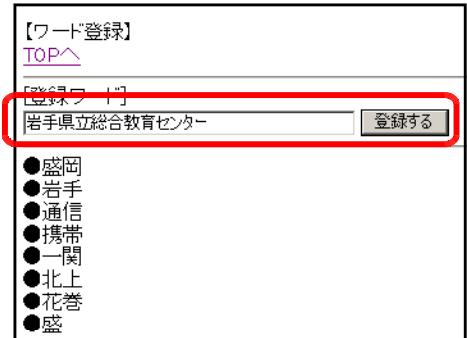 【ワード登録】
TOPへ
[登録ワード]
岩手県立総合教育センター 登録する
●盛岡
●岩手
●通信
●携帯
●一関
●北上
●花巻
●盛